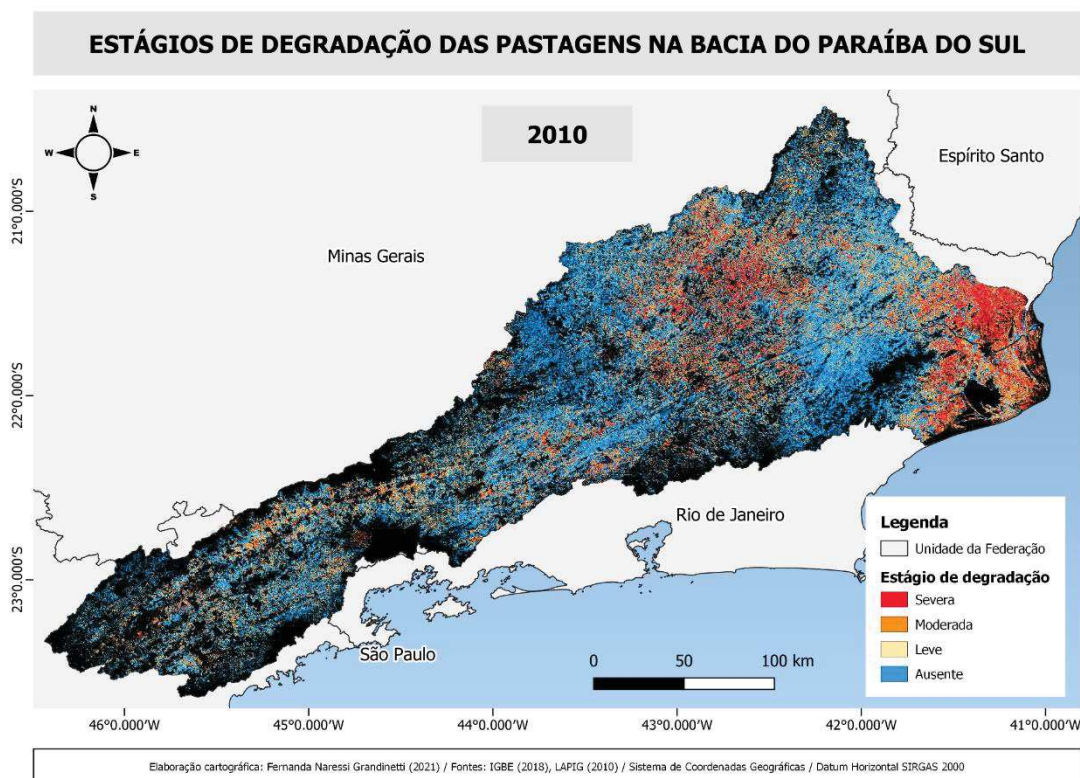 ESTÁGIOS DE DEGRADAÇÃO DAS PASTAGENS NA BACIA DO PARAÍBA DO SUL
2010
N
W
E
S
Espírito Santo
Minas Gerais
Rio de Janeiro
São Paulo
21°0.000'S
22°0.000'S
23°0.000'S
0 50 100 km
Legenda
Unidade da Federação
Estágio de degradação
Severa
Moderada
Leve
Ausente
46°0.000'W 45°0.000'W 44°0.000'W 43°0.000'W 42°0.000'W 41°0.000'W
Elaboração cartográfica: Fernanda Naressi Grandinetti (2021) / Fontes: IGBE (2018), LAPIG (2010) / Sistema de Coordenadas Geográficas / Datum Horizontal SIRGAS 2000